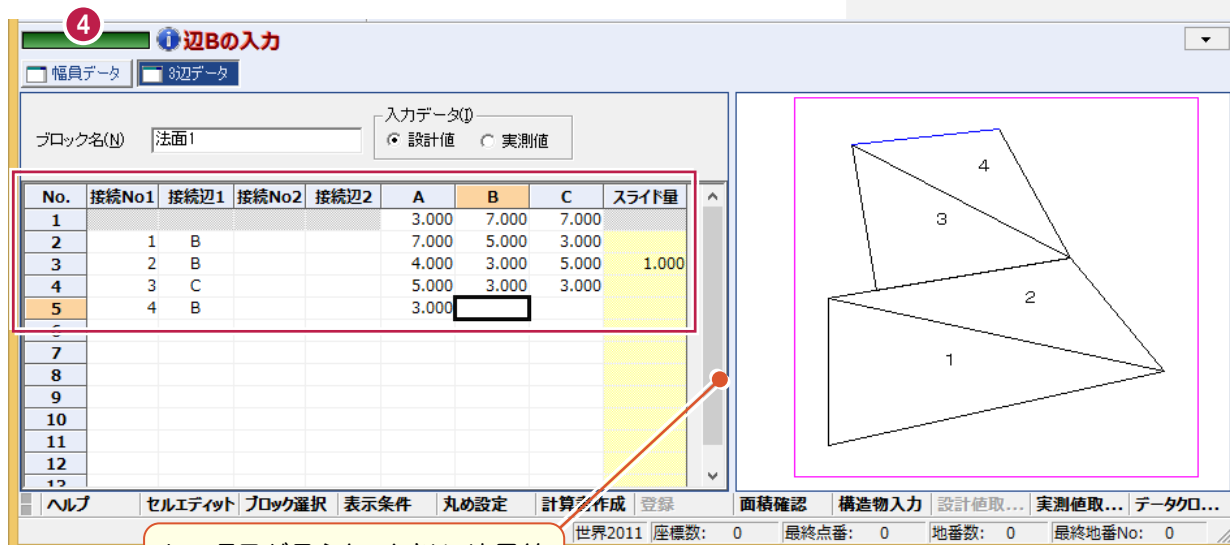 4
辺Bの入力
幅員データ 3辺データ
ブロック名(N) 法面1 入力データ(I) 設計値 実測値
No. 接続No1 接続辺1 接続No2 接続辺2 A B C スライド量
1 3.000 7.000 7.000
2 1 B 7.000 5.000 3.000
3 2 B 4.000 3.000 5.000 1.000
4 3 C 5.000 3.000 3.000
5 4 B 3.000
7
8
9
10
11
12
4
3
2
1
ヘルプ セルエディット ブロック選択 表示条件 丸め設定 登録 面積確認 構造物入力 設計値取... 実測値取... データクロ...
世界2011 座標数: 0 最終点番: 0 地番数: 0 最終地番No: 0